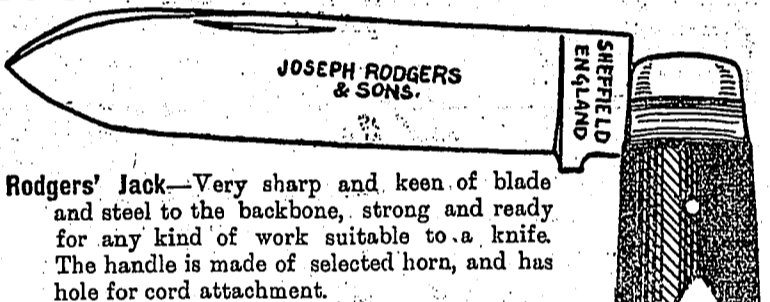 JOSEPH RODGERS
& SONS.
SHEFFIELD
ENGLAND
Rodgers' Jack—Very sharp and keen of blade
and steel to the backbone, strong and ready
for any kind of work suitable to a knife.
The handle is made of selected horn, and has
hole for cord attachment.